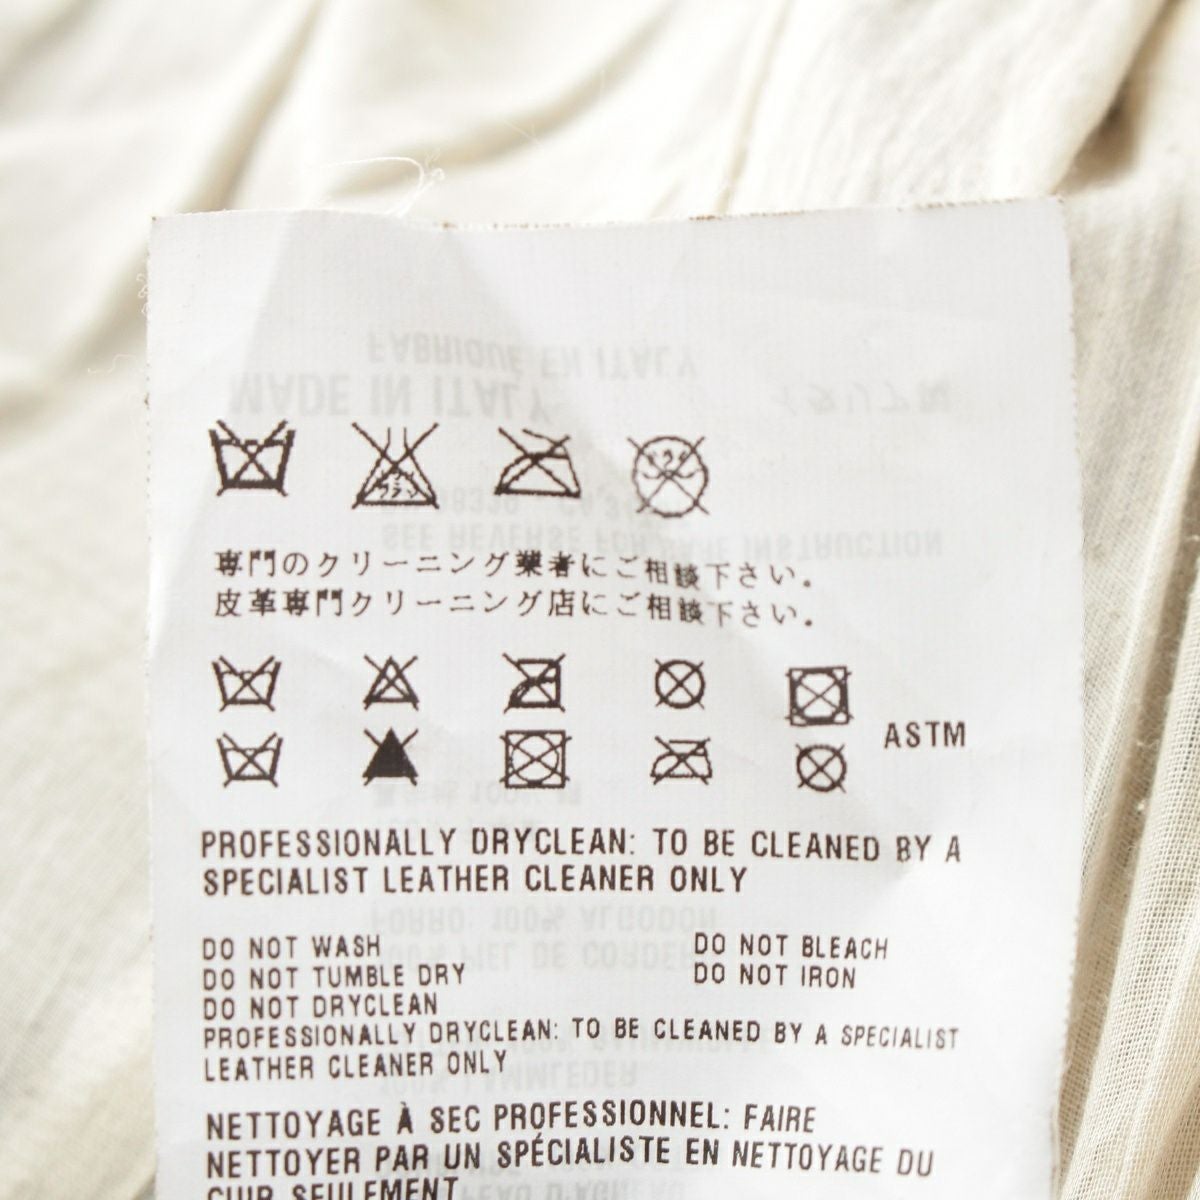 専門のクリーニング業者にご相談下さい。
皮革専門クリーニング店にご相談下さい。
ASTM
PROFESSIONALLY DRYCLEAN: TO BE CLEANED BY A
SPECIALIST LEATHER CLEANER ONLY
DO NOT WASH DO NOT BLEACH
DO NOT TUMBLE DRY DO NOT IRON
DO NOT DRYCLEAN
PROFESSIONALLY DRYCLEAN: TO BE CLEANED BY A SPECIALIST
LEATHER CLEANER ONLY
NETTOYAGE À SEC PROFESSIONNEL: FAIRE
NETTOYER PAR UN SPÉCIALISTE EN NETTOYAGE DU
CUIR SEULEMENT